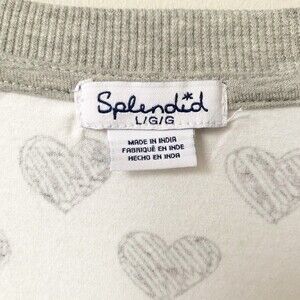 Splendid
L/G/G
MADE IN INDIA
FABRIQUÉ EN INDE
HECHO EN INDA